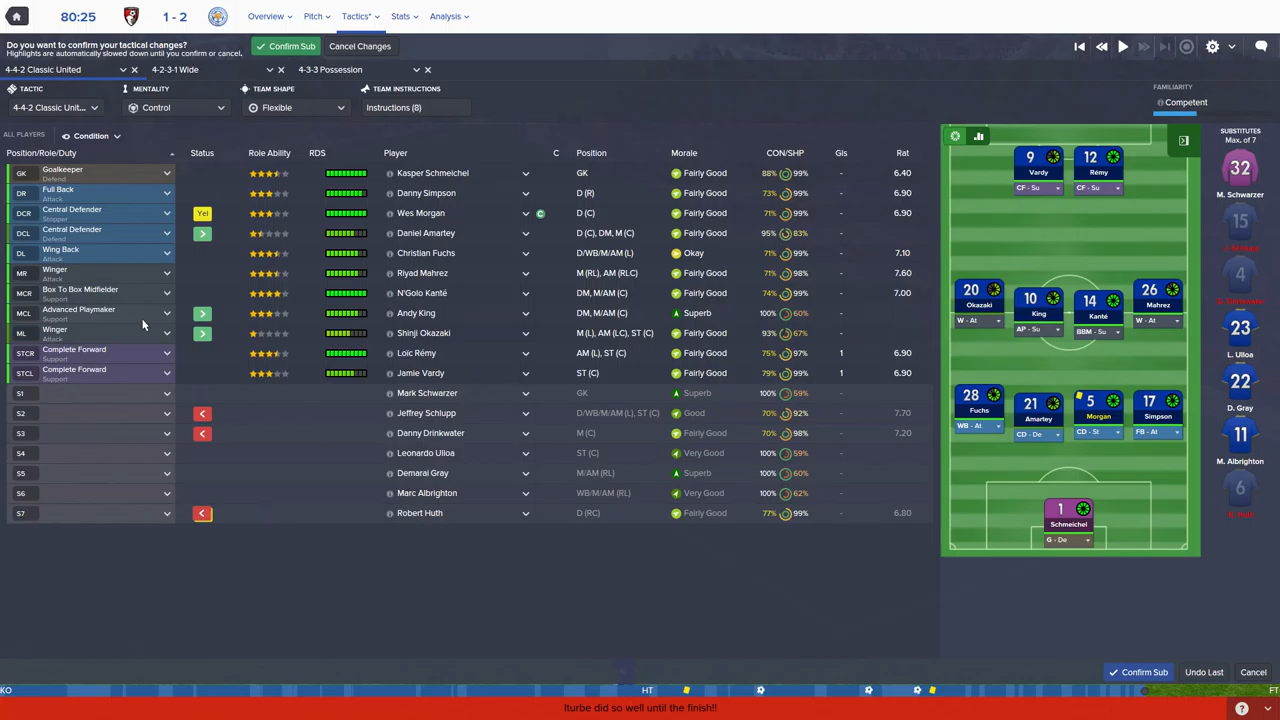 80:25
1 - 2
Overview
Pitch
Tactics*
Stats
Analysis
Do you want to confirm your tactical changes?
Highlights are automatically slowed down until you confirm or cancel.
Confirm Sub
Cancel Changes
4-4-2 Classic United
4-2-3-1 Wide
4-3-3 Possession
TACTIC
MENTALITY
TEAM SHAPE
TEAM INSTRUCTIONS
FAMILIARITY
4-4-2 Classic Unit...
Control
Flexible
Instructions (8)
Competent
ALL PLAYERS
Condition
Position/Role/Duty Status Role Ability RDS Player C Position Morale CON/SHP Gls Rat
GK Goalkeeper Defend Kasper Schmeichel GK Fairly Good 88% 99% - 6.40
DR Full Back Attack Danny Simpson D (R) Fairly Good 73% 99% - 6.90
DCR Central Defender Stopper Yel Wes Morgan C D (C) Fairly Good 71% 99% - 6.90
DCL Central Defender Defend Daniel Amartey D (C), DM, M (C) Fairly Good 95% 83% -
DL Wing Back Attack Christian Fuchs D/WB/M/AM (L) Okay 71% 99% - 7.10
MR Winger Attack Riyad Mahrez M (RL), AM (RLC) Fairly Good 71% 98% - 7.60
MCR Box To Box Midfielder Support N'Golo Kanté DM, M/AM (C) Fairly Good 74% 99% - 7.00
MCL Advanced Playmaker Support Andy King DM, M/AM (C) Superb 100% 60% -
ML Winger Attack Shinji Okazaki M (L), AM (LC), ST (C) Fairly Good 93% 67% -
STCR Complete Forward Support Loïc Rémy AM (L), ST (C) Fairly Good 75% 97% 1 6.90
STCL Complete Forward Support Jamie Vardy ST (C) Fairly Good 79% 99% 1 6.90
S1 Mark Schwarzer GK Superb 100% 59% -
S2 Jeffrey Schlupp D/WB/M/AM (L), ST (C) Good 70% 92% - 7.70
S3 Danny Drinkwater M (C) Fairly Good 70% 98% - 7.20
S4 Leonardo Ulloa ST (C) Very Good 100% 59% -
S5 Demarai Gray M/AM (RL) Superb 100% 60% -
S6 Marc Albrighton WB/M/AM (RL) Very Good 100% 62% -
S7 Robert Huth D (RC) Fairly Good 77% 99% - 6.80
9 12
Vardy Rémy
CF - Su CF - Su
20 10 14 26
Okazaki King Kanté Mahrez
W - At AP - Su BBM - Su W - At
28 21 5 17
Fuchs Amartey Morgan Simpson
WB - At CD - De CD - St FB - At
1
Schmeichel
G - De
SUBSTITUTES
Max. of 7
32
M. Schwarzer
15
4
23
L. Ulloa
22
D. Gray
11
M. Albrighton
6
R. Huth
Confirm Sub
Undo Last
Cancel
KO
HT
FT
Iturbe did so well until the finish!!
?